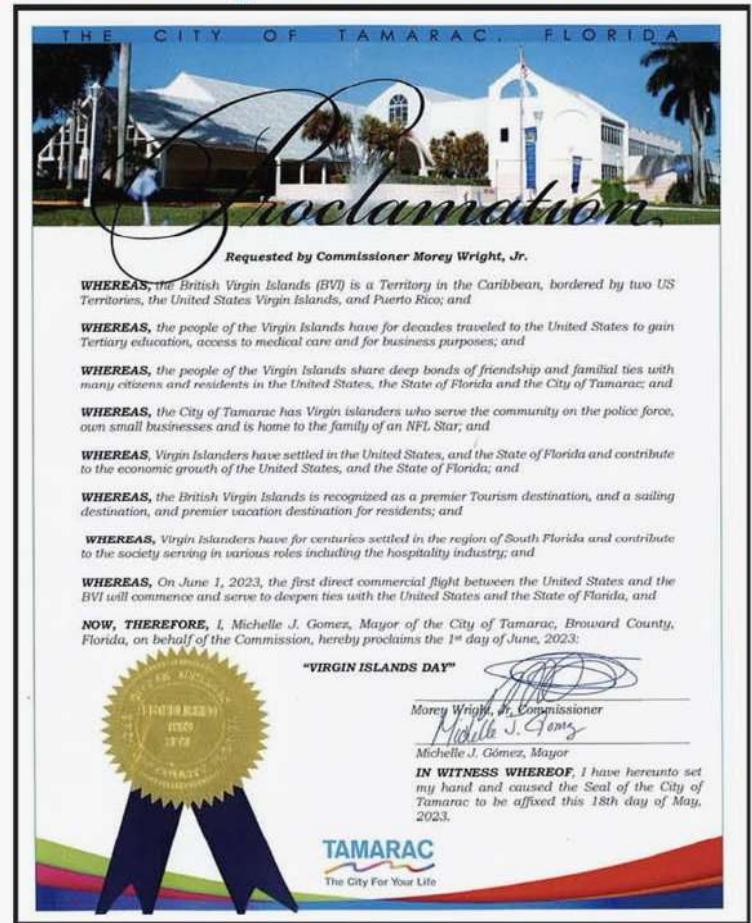 THE CITY OF TAMARAC, FLORIDA
Proclamation
Requested by Commissioner Morey Wright, Jr.
WHEREAS, the British Virgin Islands (BVI) is a Territory in the Caribbean, bordered by two US
Territories, the United States Virgin Islands, and Puerto Rico; and
WHEREAS, the people of the Virgin Islands have for decades traveled to the United States to gain
Tertiary education, access to medical care and for business purposes; and
WHEREAS, the people of the Virgin Islands share deep bonds of friendship and familial ties with
many citizens and residents in the United States, the State of Florida and the City of Tamarac; and
WHEREAS, the City of Tamarac has Virgin islanders who serve the community on the police force,
own small businesses and is home to the family of an NFL Star; and
WHEREAS, Virgin Islanders have settled in the United States, and the State of Florida and contribute
to the economic growth of the United States, and the State of Florida; and
WHEREAS, the British Virgin Islands is recognized as a premier Tourism destination, and a sailing
destination, and premier vacation destination for residents; and
WHEREAS, Virgin Islanders have for centuries settled in the region of South Florida and contribute
to the society serving in various roles including the hospitality industry; and
WHEREAS, On June 1, 2023, the first direct commercial flight between the United States and the
BVI will commence and serve to deepen ties with the United States and the State of Florida, and
NOW, THEREFORE, I, Michelle J. Gomez, Mayor of the City of Tamarac, Broward County,
Florida, on behalf of the Commission, hereby proclaims the 1st day of June, 2023:
"VIRGIN ISLANDS DAY"
Morey Wright, Jr, Commissioner
Michelle J. Gomez
Michelle J. Gómez, Mayor
IN WITNESS WHEREOF, I have hereunto set
my hand and caused the Seal of the City of
Tamarac to be affixed this 18th day of May,
2023.
TAMARAC
The City For Your Life